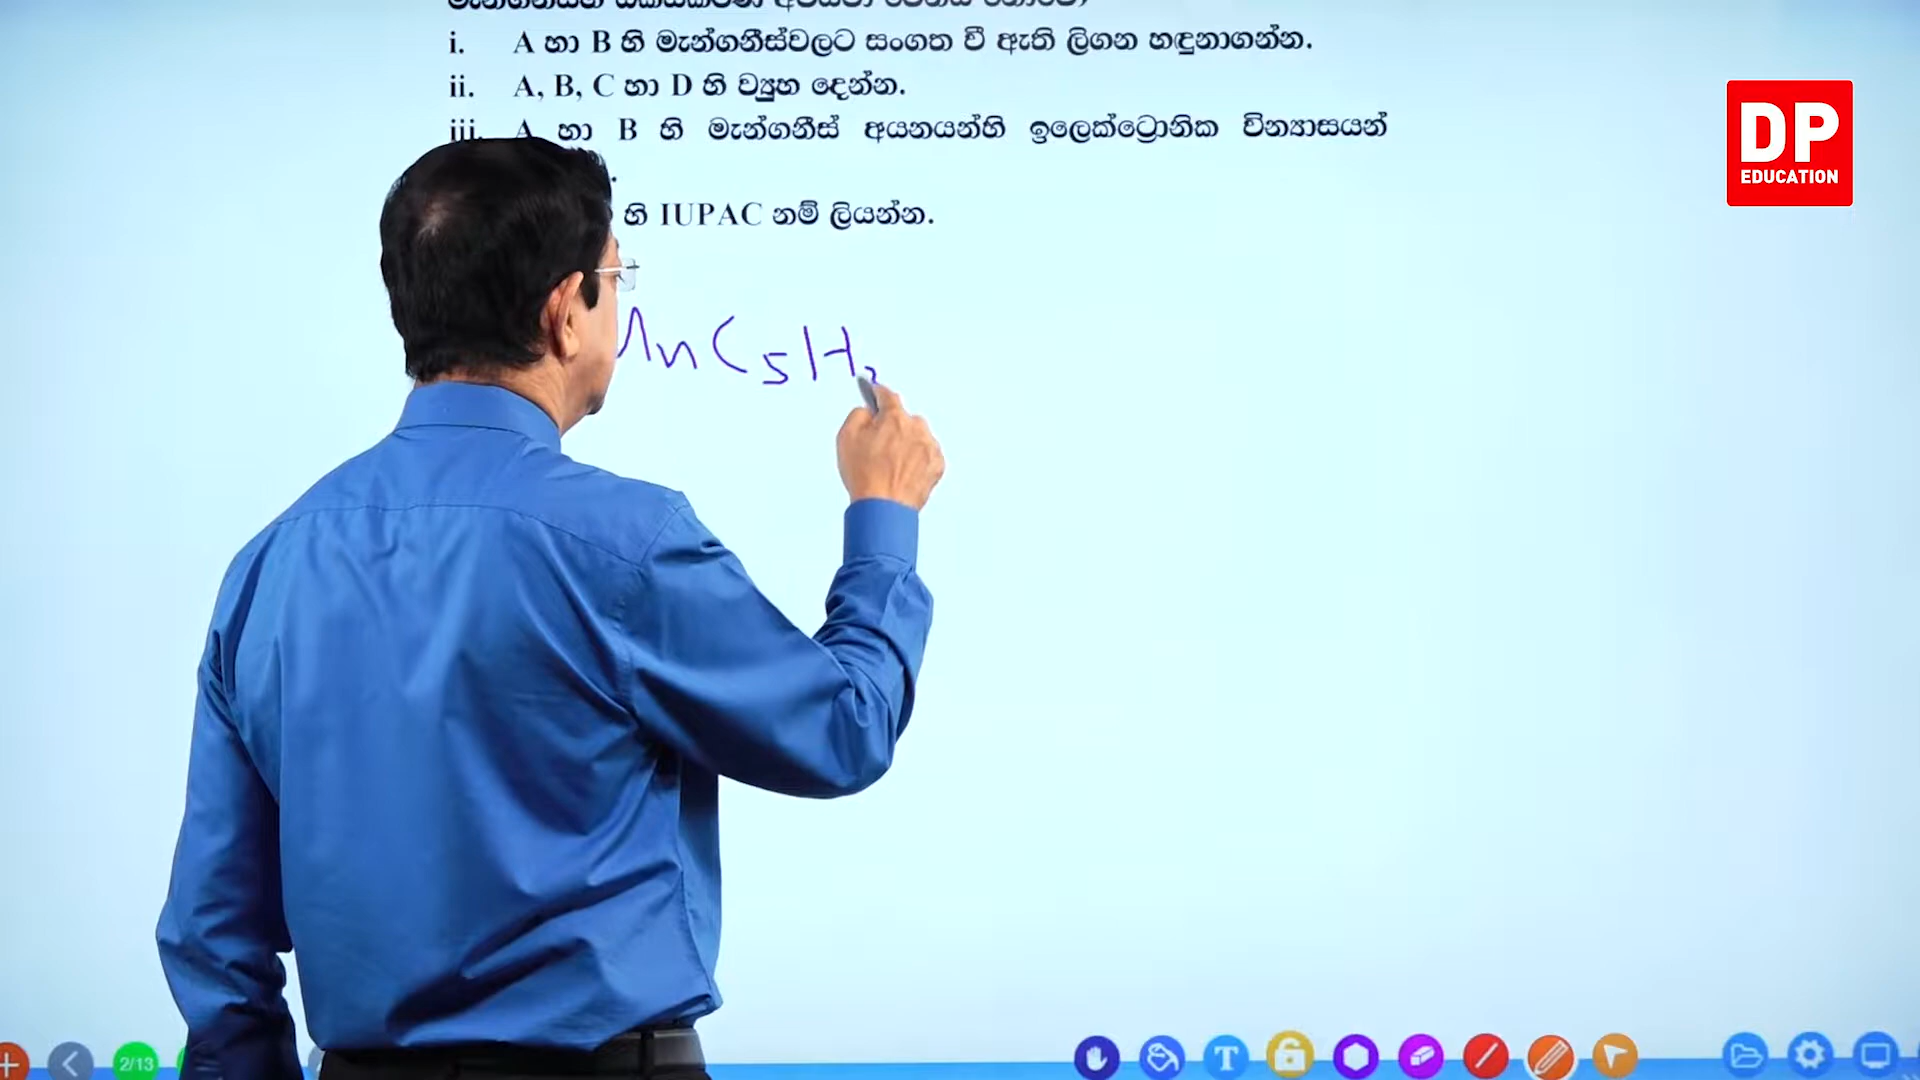 i. A හා B හි මැන්ගනීස්වලට සංගත වී ඇති ලිගන හඳුනාගන්න.
ii. A, B, C හා D හි ව්‍යුහ දෙන්න.
iii. A හා B හි මැන්ගනීස් අයනයන්හි ඉලෙක්ට්‍රොනික වින්‍යාසයන්
හි IUPAC නම් ලියන්න.
DP
EDUCATION
MnC₅H
2/13
T